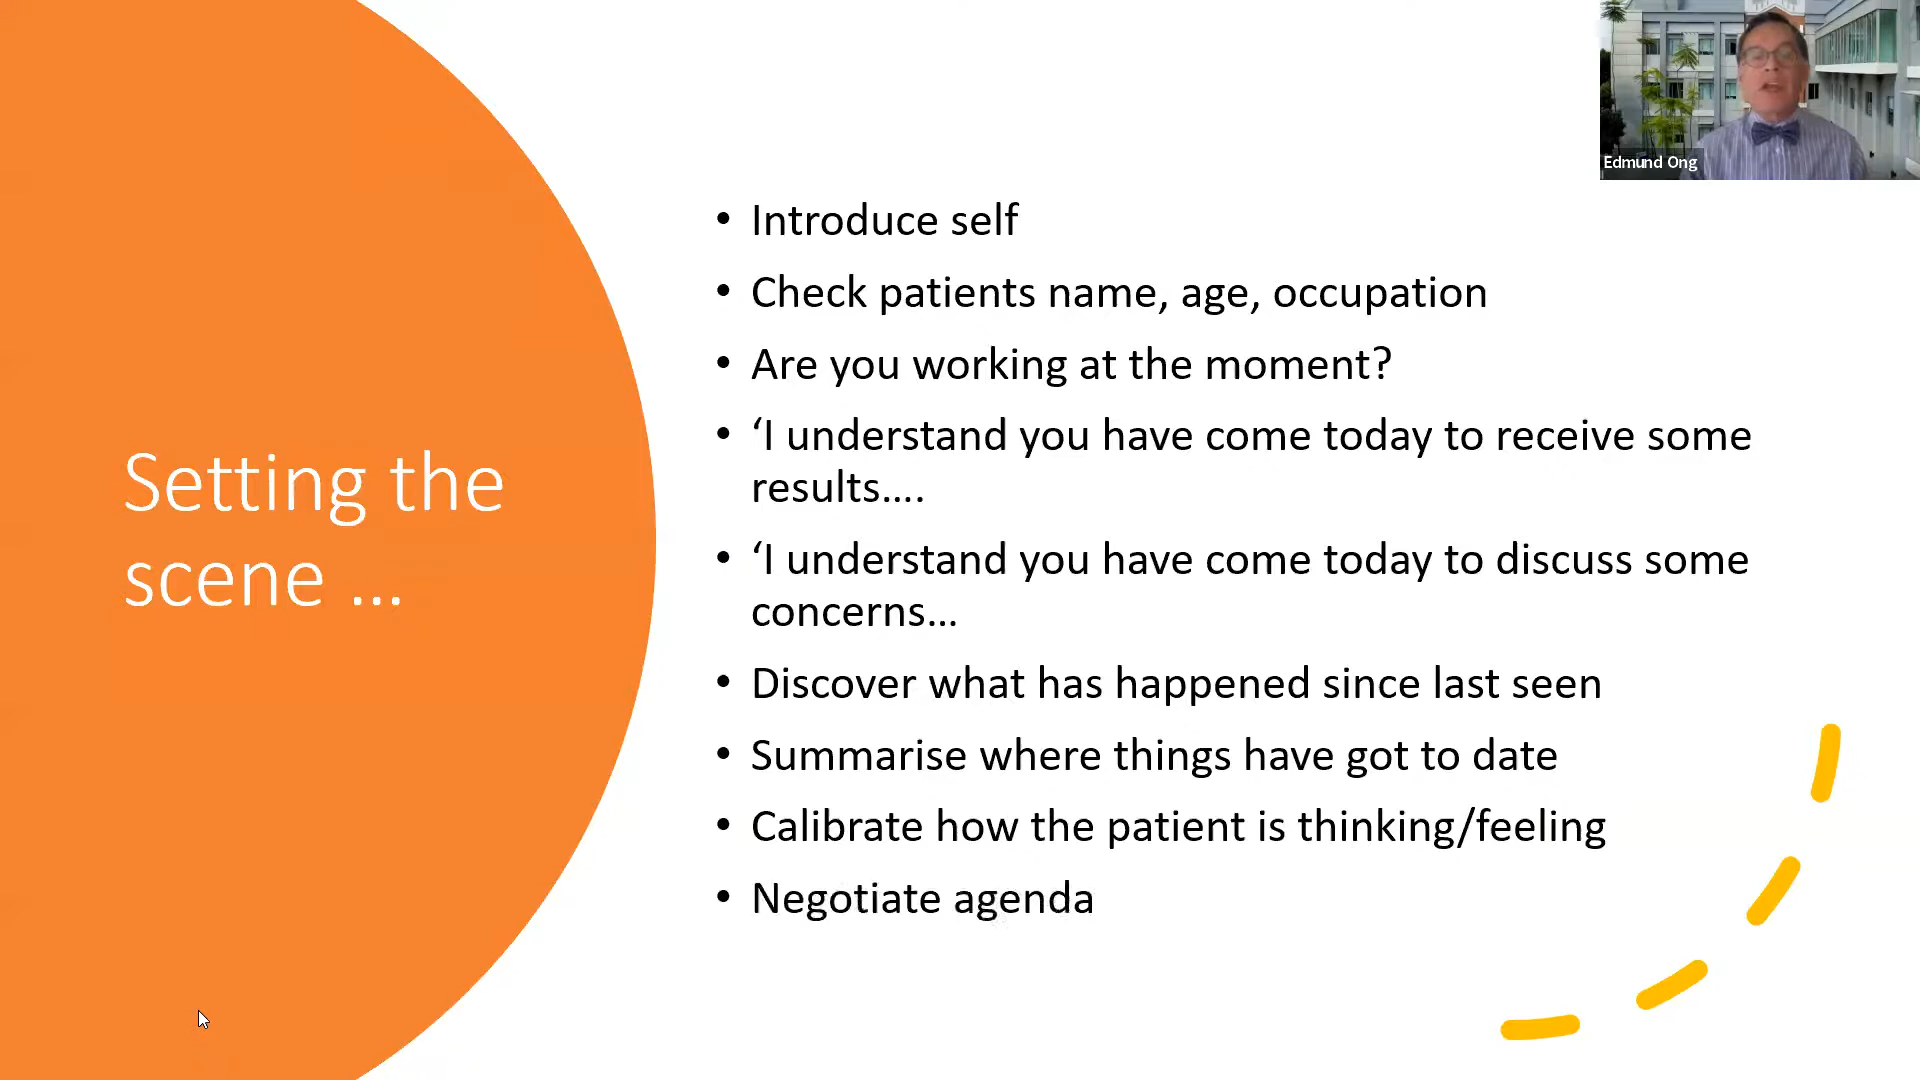 Edmund Ong
Setting the
scene ...
• Introduce self
• Check patients name, age, occupation
• Are you working at the moment?
• ‘I understand you have come today to receive some
results....
• ‘I understand you have come today to discuss some
concerns...
• Discover what has happened since last seen
• Summarise where things have got to date
• Calibrate how the patient is thinking/feeling
• Negotiate agenda